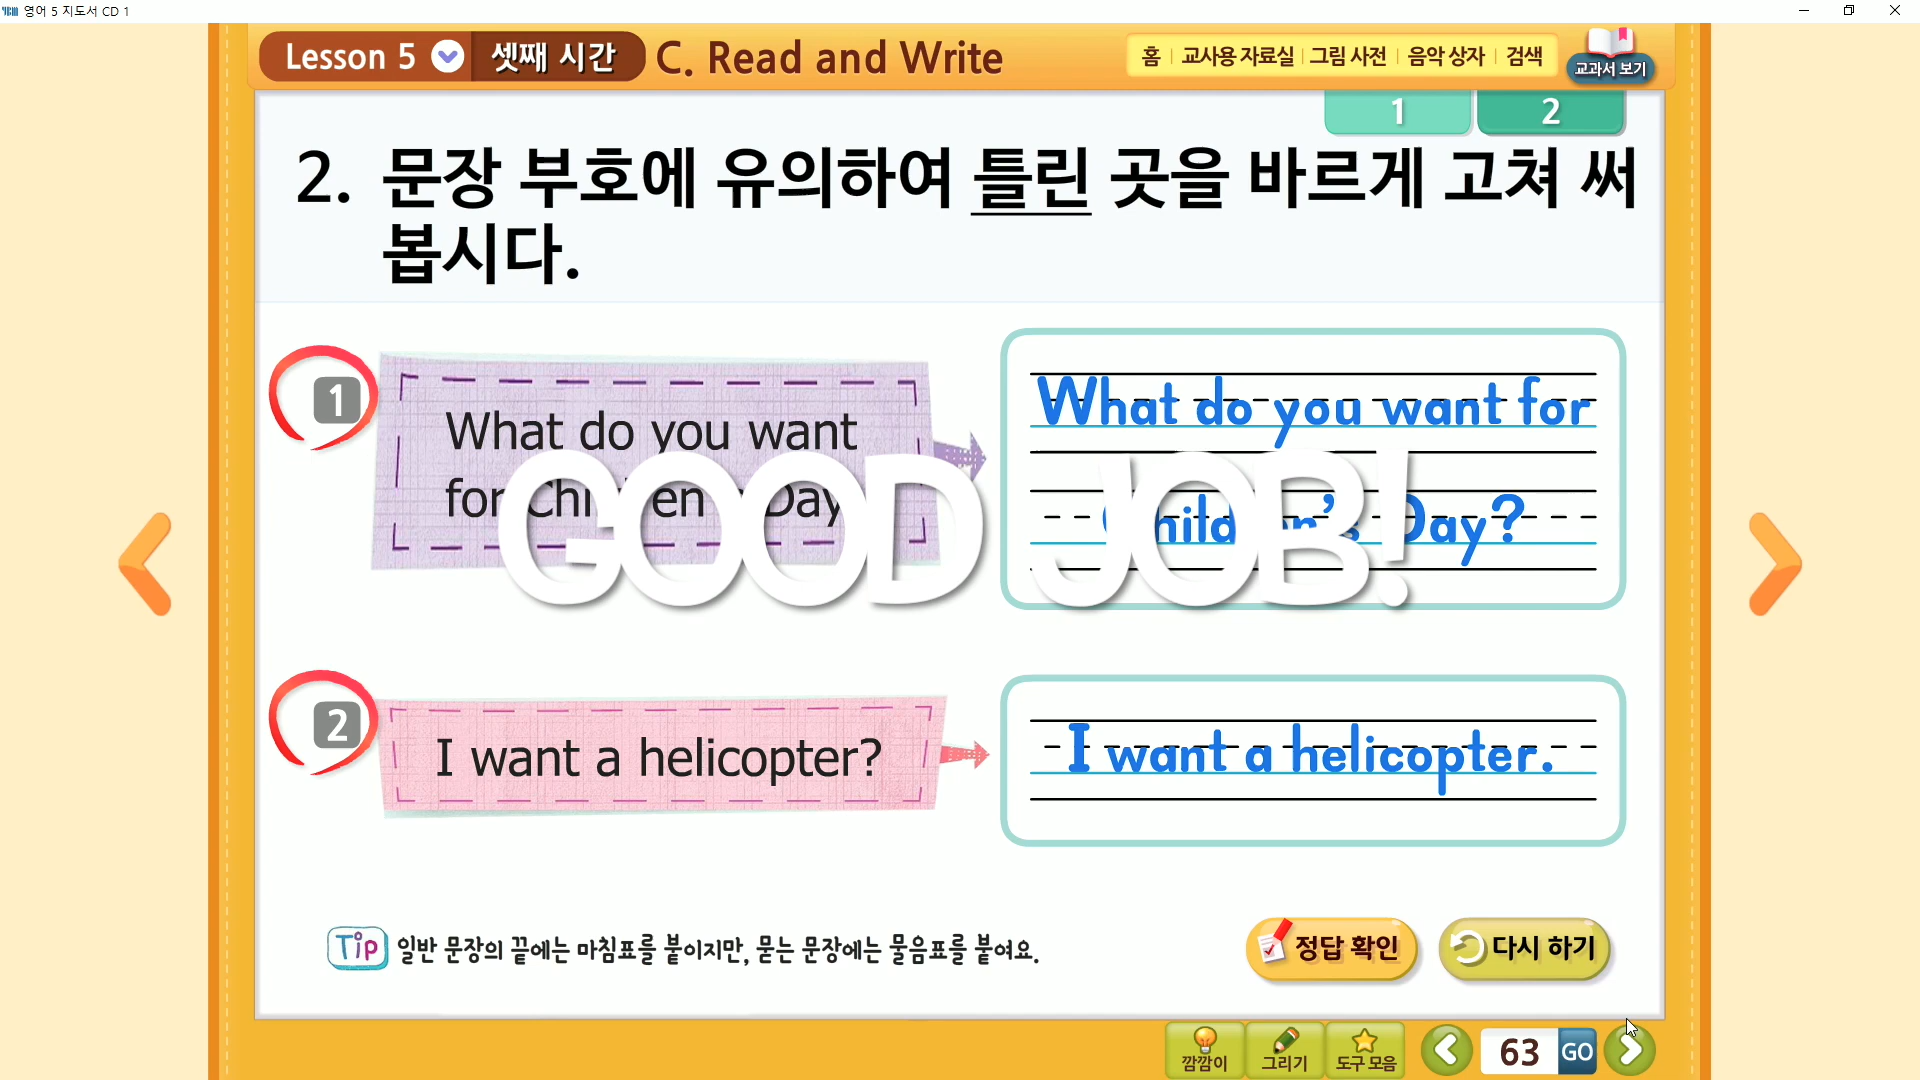 영어 5 지도서 CD 1
Lesson 5 셋째 시간 C. Read and Write 홈 교사용 자료실 그림 사전 음악 상자 검색 교과서 보기
1 2
2. 문장 부호에 유의하여 틀린 곳을 바르게 고쳐 써
봅시다.
1
What do you want
for
Day
What do you want for
Day?
GOOD JOB!
2
I want a helicopter?
I want a helicopter.
Tip 일반 문장의 끝에는 마침표를 붙이지만, 묻는 문장에는 물음표를 붙여요.
정답 확인 다시 하기
깜깜이 그리기 도구 모음 63 GO